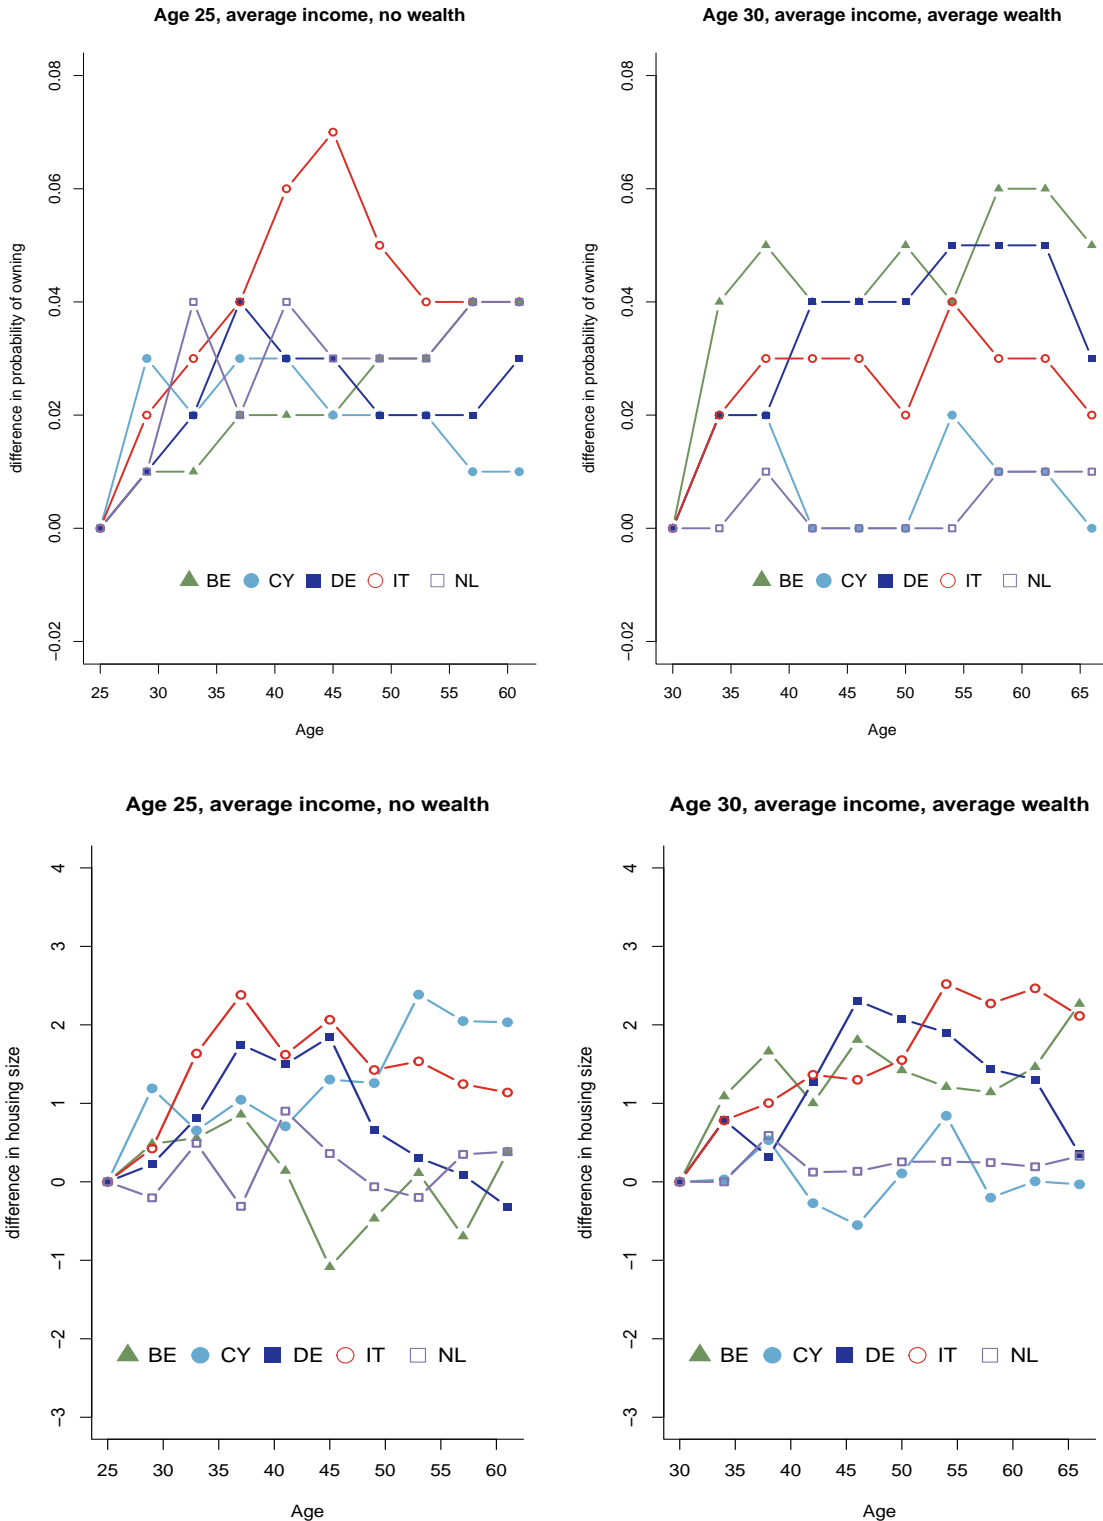 Age 25, average income, no wealth
difference in probability of owning
0.08
0.06
0.04
0.02
0.00
−0.02
BE CY DE IT NL
25 30 35 40 45 50 55 60
Age
Age 30, average income, average wealth
difference in probability of owning
0.08
0.06
0.04
0.02
0.00
−0.02
BE CY DE IT NL
30 35 40 45 50 55 60 65
Age
Age 25, average income, no wealth
difference in housing size
4
3
2
1
0
−1
−2
−3
BE CY DE IT NL
25 30 35 40 45 50 55 60
Age
Age 30, average income, average wealth
difference in housing size
4
3
2
1
0
−1
−2
−3
BE CY DE IT NL
30 35 40 45 50 55 60 65
Age